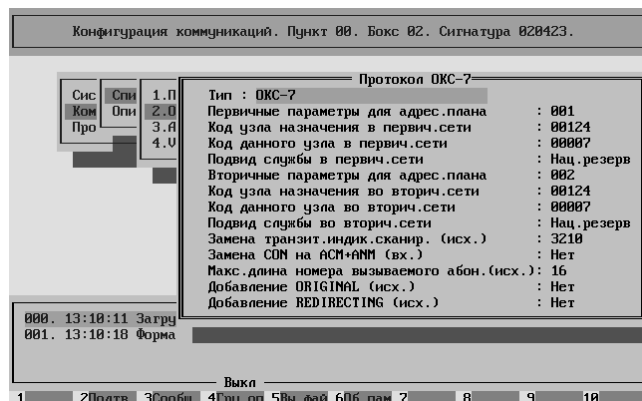 Конфигурация коммуникаций. Пункт 00. Бокс 02. Сигнатура 020423.
Протокол ОКС-7
Сис Спи 1.П Тип : ОКС-7
Ком Опи 2.О Первичные параметры для адрес.плана : 001
Про 3.А Код узла назначения в первич.сети : 00124
4.V Код данного узла в первич.сети : 00007
Подвид службы в первич.сети : Нац.резерв
Вторичные параметры для адрес.плана : 002
Код узла назначения во вторич.сети : 00124
Код данного узла во вторич.сети : 00007
Подвид службы во вторич.сети : Нац.резерв
Замена транзит.индик.сканир. (исх.) : 3210
Замена CON на ACM+ANM (вх.) : Нет
Макс.длина номера вызываемого абон.(исх.): 16
Добавление ORIGINAL (исх.) : Нет
Добавление REDIRECTING (исх.) : Нет
000. 13:10:11 Загру
001. 13:10:18 Форма
Выкл
1 2Подтв 3Сообщ 4Гру оп 5Вы фай 6Об пам 7 8 9 10